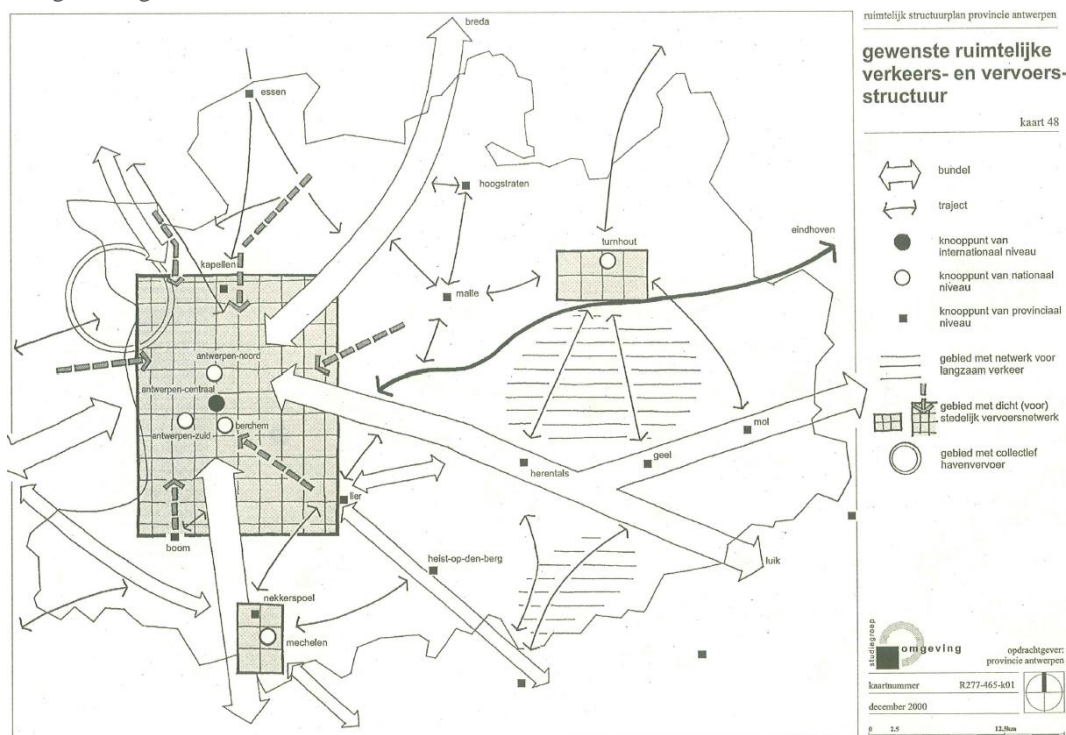 ruimtelijk structuurplan provincie antwerpen
gewenste ruimtelijke
verkeers- en vervoers-
structuur
kaart 48
bundel
traject
knooppunt van
internationaal niveau
knooppunt van nationaal
niveau
knooppunt van provinciaal
niveau
gebied met netwerk voor
langzaam verkeer
gebied met dicht (voor)
stedelijk vervoersnetwerk
gebied met collectief
havenvervoer
breda
essen
hoogstraten
turnhout
eindhoven
kapellen
malle
antwerpen-noord
antwerpen-centraal
antwerpen-zuid
berchem
mol
geel
herentals
lier
boom
heist-op-den-berg
luik
nekkerspoel
mechelen
studiegroep
omgeving
opdrachtgever:
provincie antwerpen
kaartnummer R277-465-k01
december 2000
0 2.5 12.5km